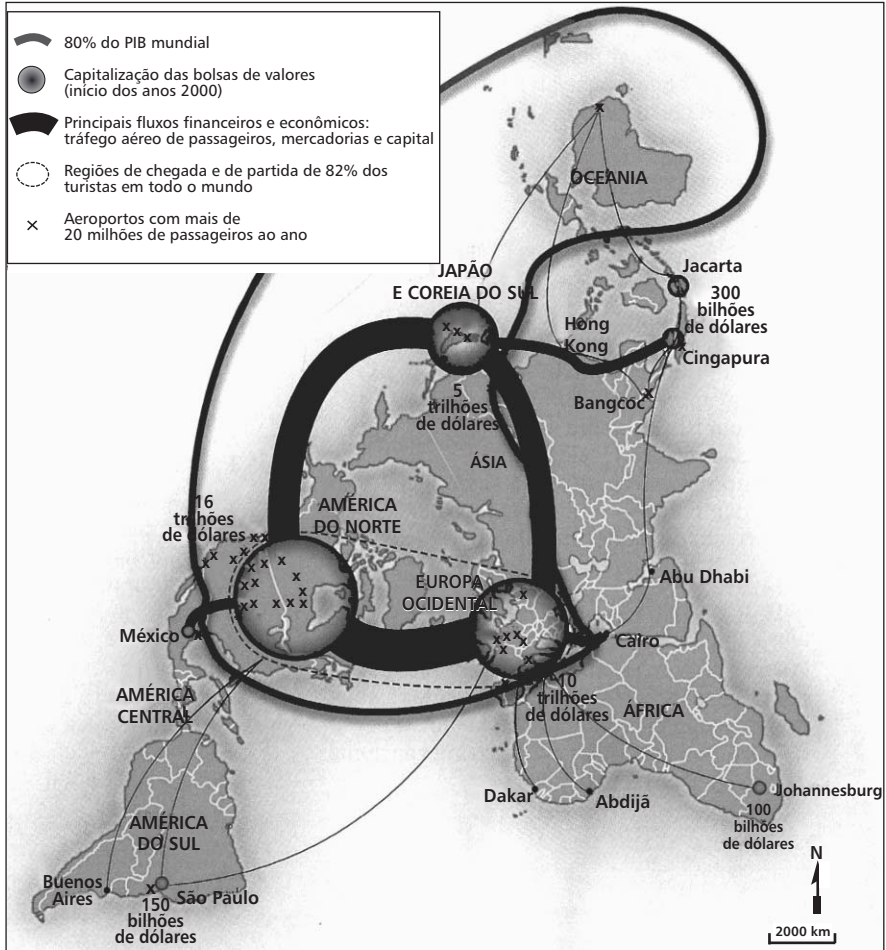 80% do PIB mundial
Capitalização das bolsas de valores
(início dos anos 2000)
Principais fluxos financeiros e econômicos:
tráfego aéreo de passageiros, mercadorias e capital
Regiões de chegada e de partida de 82% dos
turistas em todo o mundo
Aeroportos com mais de
20 milhões de passageiros ao ano
OCEANIA
JAPÃO
E COREIA DO SUL
Jacarta
300
bilhões
de dólares
Hong
Kong
Cingapura
Bangcoc
5
trilhões
de dólares
ÁSIA
16
trilhões
de dólares
AMÉRICA
DO NORTE
EUROPA
OCIDENTAL
Abu Dhabi
México
Cairo
10
trilhões
de dólares
AMÉRICA
CENTRAL
ÁFRICA
Dakar
Abdijã
Johannesburg
100
bilhões
de dólares
AMÉRICA
DO SUL
Buenos
Aires
São Paulo
150
bilhões
de dólares
N
2000 km